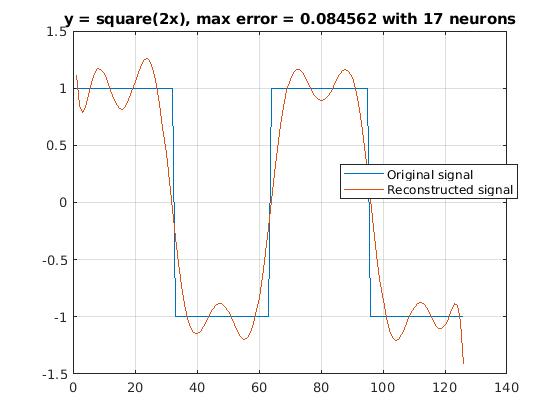 y = square(2x), max error = 0.084562 with 17 neurons
1.5
1
0.5
0
-0.5
-1
-1.5
Original signal
Reconstructed signal
0 20 40 60 80 100 120 140